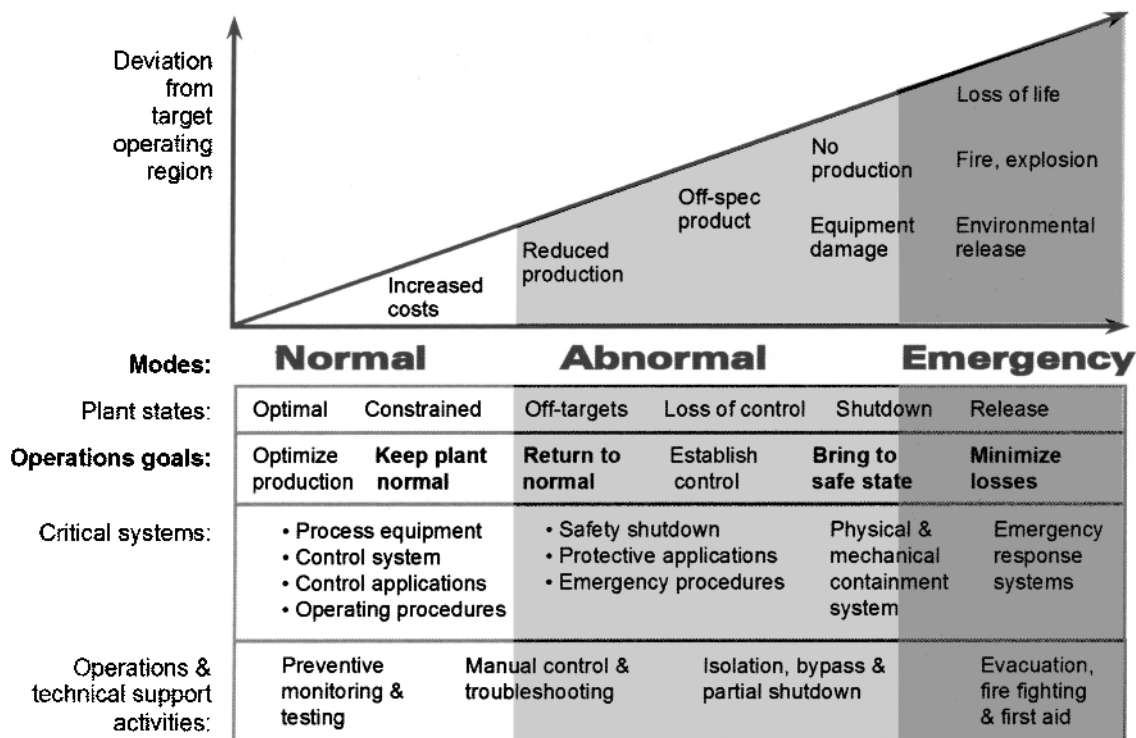 Deviation
from
target
operating
region
Loss of life
No
production
Fire, explosion
Off-spec
product
Equipment
damage
Environmental
release
Reduced
production
Increased
costs
Modes: Normal Abnormal Emergency
Plant states: Optimal Constrained Off-targets Loss of control Shutdown Release
Operations goals: Optimize Keep plant Return to Establish Bring to Minimize
production normal normal control safe state losses
Critical systems: • Process equipment • Safety shutdown Physical & Emergency
• Control system • Protective applications mechanical response
• Control applications • Emergency procedures containment systems
• Operating procedures system
Operations & Preventive Manual control & Isolation, bypass & Evacuation,
technical support monitoring & troubleshooting partial shutdown fire fighting
activities: testing & first aid